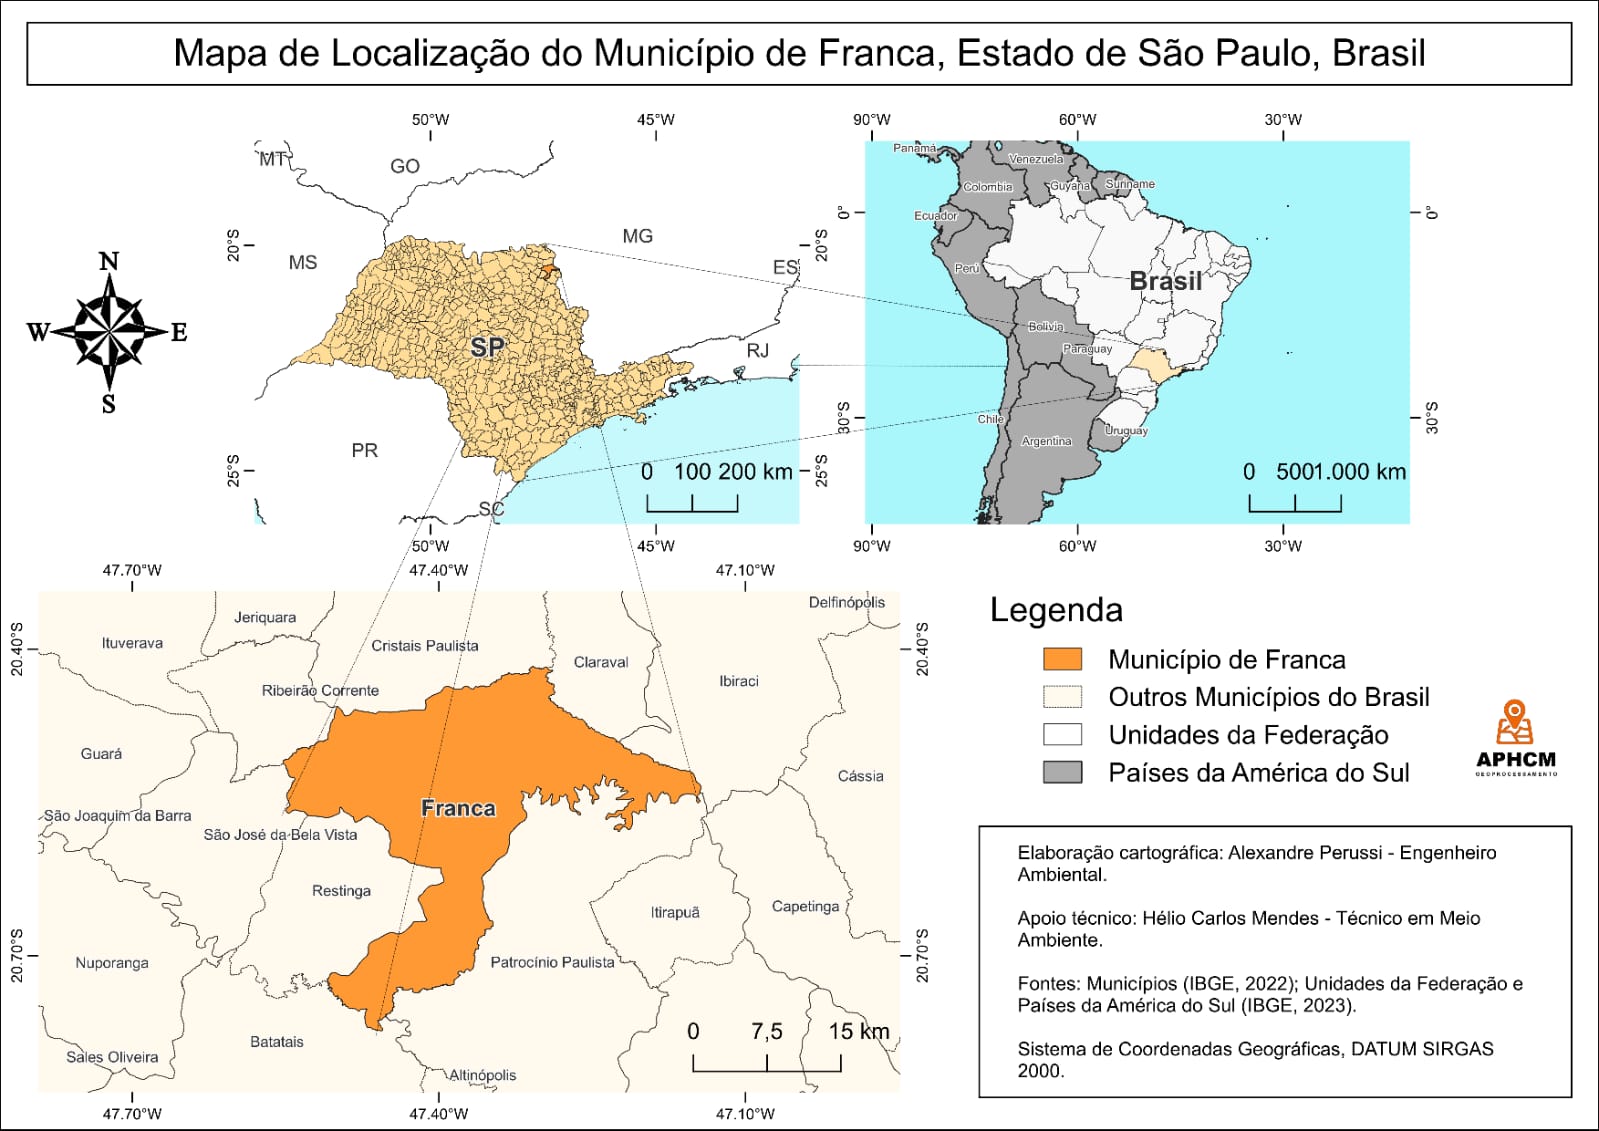 Mapa de Localização do Município de Franca, Estado de São Paulo, Brasil
50°W
45°W
MT
GO
MG
MS
ES
SP
RJ
PR
SC
20°S
25°S
20°S
25°S
0 100 200 km
50°W
45°W
N
W
E
S
90°W
60°W
30°W
Panamá
Venezuela
Colombia
Guyana
Suriname
Ecuador
Perú
Brasil
Bolivia
Paraguay
Chile
Argentina
Uruguay
0°
30°S
0°
30°S
0 5001.000 km
90°W
60°W
30°W
47.70°W
47.40°W
47.10°W
Delfinópolis
Jeriquara
Ituverava
Cristais Paulista
Claraval
Ibiraci
Ribeirão Corrente
Guará
Cássia
São Joaquim da Barra
Franca
São José da Bela Vista
Restinga
Itirapuã
Capetinga
Nuporanga
Patrocínio Paulista
Batatais
Sales Oliveira
Altinópolis
20.40°S
20.70°S
20.40°S
20.70°S
0 7,5 15 km
47.70°W
47.40°W
47.10°W
Legenda
Município de Franca
Outros Municípios do Brasil
Unidades da Federação
Países da América do Sul
APHCM
GEOPROCESSAMENTO
Elaboração cartográfica: Alexandre Perussi - Engenheiro
Ambiental.
Apoio técnico: Hélio Carlos Mendes - Técnico em Meio
Ambiente.
Fontes: Municípios (IBGE, 2022); Unidades da Federação e
Países da América do Sul (IBGE, 2023).
Sistema de Coordenadas Geográficas, DATUM SIRGAS
2000.